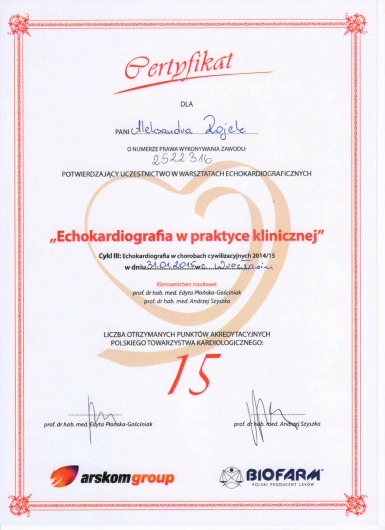 Certyfikat
DLA
PANI Aleksandra Rojek
O NUMERZE PRAWA WYKONYWANIA ZAWODU:
2522316
POTWIERDZAJĄCY UCZESTNICTWO W WARSZTATACH ECHOKARDIOGRAFICZNYCH
„Echokardiografia w praktyce klinicznej”
Cykl III: Echokardiografia w chorobach cywilizacyjnych 2014/15
w dniu 31.01.2015 w
Kierownictwo naukowe:
prof. dr hab. med. Edyta Płońska-Gościniak
prof. dr hab. med. Andrzej Szyszka
LICZBA OTRZYMANYCH PUNKTÓW AKREDYTACYJNYCH
POLSKIEGO TOWARZYSTWA KARDIOLOGICZNEGO:
15
prof. dr hab. med. Edyta Płońska-Gościniak
prof. dr hab. med. Andrzej Szyszka
arskomgroup
BIOFARM®
POLSKI PRODUCENT LEKÓW